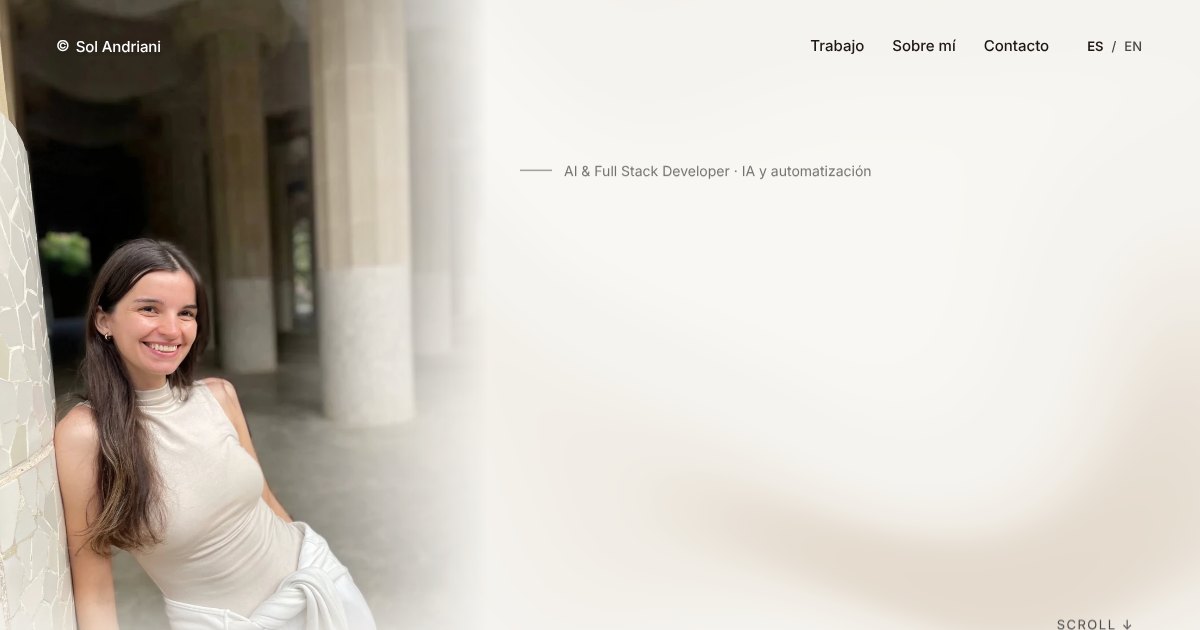 © Sol Andriani
Trabajo Sobre mí Contacto ES / EN
AI & Full Stack Developer · IA y automatización
SCROLL ↓